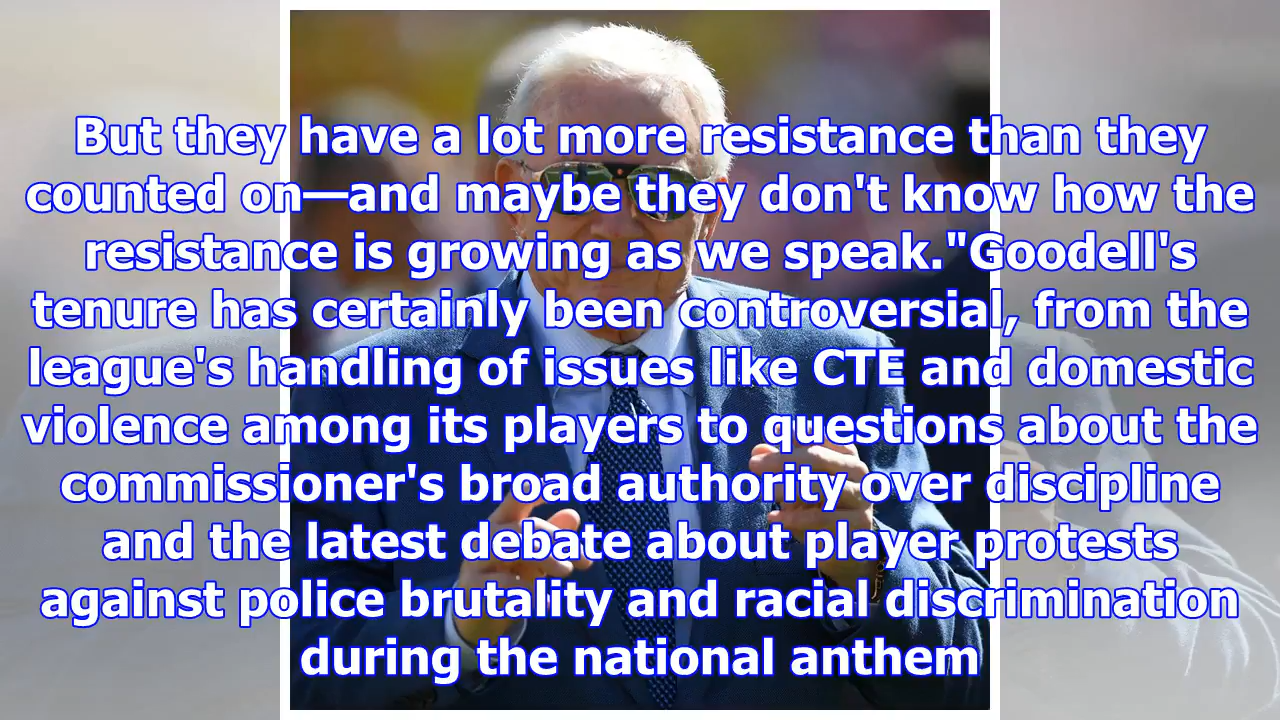 But they have a lot more resistance than they
counted on—and maybe they don't know how the
resistance is growing as we speak."Goodell's
tenure has certainly been controversial, from the
league's handling of issues like CTE and domestic
violence among its players to questions about the
commissioner's broad authority over discipline
and the latest debate about player protests
against police brutality and racial discrimination
during the national anthem